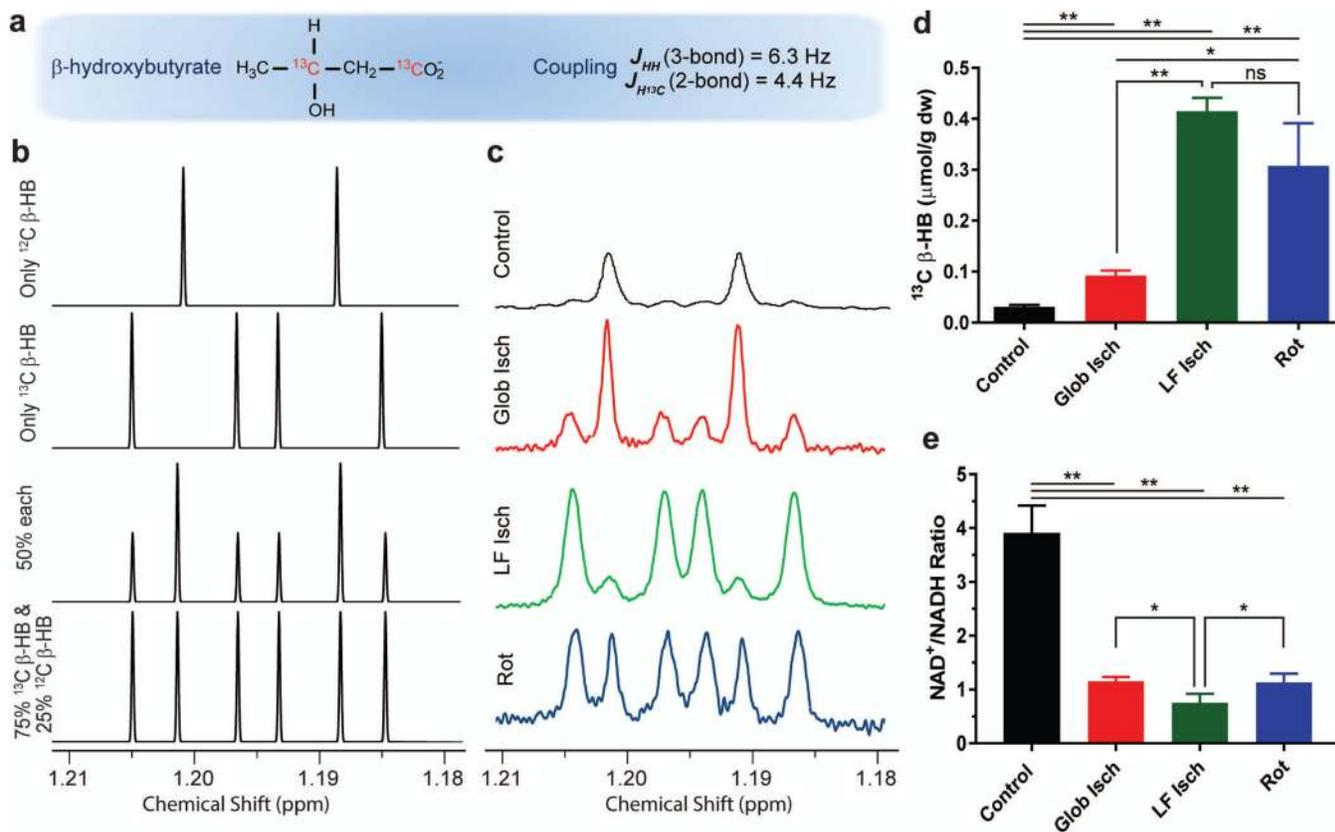 a
β-hydroxybutyrate
H
H₃C – ¹³C – CH₂ – ¹³CO₂⁻
OH
Coupling
J_HH (3-bond) = 6.3 Hz
J_H¹³C (2-bond) = 4.4 Hz
b
Only ¹²C β-HB
Only ¹³C β-HB
50% each
75% ¹³C β-HB &
25% ¹²C β-HB
1.21 1.20 1.19 1.18
Chemical Shift (ppm)
c
Control
Glob Isch
LF Isch
Rot
1.21 1.20 1.19 1.18
Chemical Shift (ppm)
d
** ** **
*
** ns
¹³C β-HB (μmol/g dw)
0.5
0.4
0.3
0.2
0.1
0.0
Control Glob Isch LF Isch Rot
e
** ** **
* *
NAD⁺/NADH Ratio
5
4
3
2
1
0
Control Glob Isch LF Isch Rot